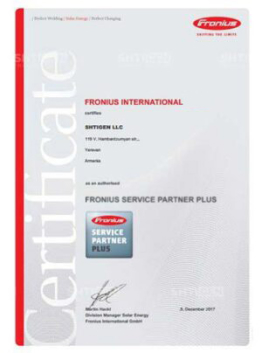 / Perfect Welding / Solar Energy / Perfect Charging
Fronius
SHIFTING THE LIMITS
Certificate
FRONIUS INTERNATIONAL
certifies
SHTIGEN LLC
Yerevan
Armenia
as an authorised
FRONIUS SERVICE PARTNER PLUS
Fronius
SERVICE
PARTNER
PLUS
Martin Hackl
Division Manager Solar Energy
Fronius International GmbH
December 2017